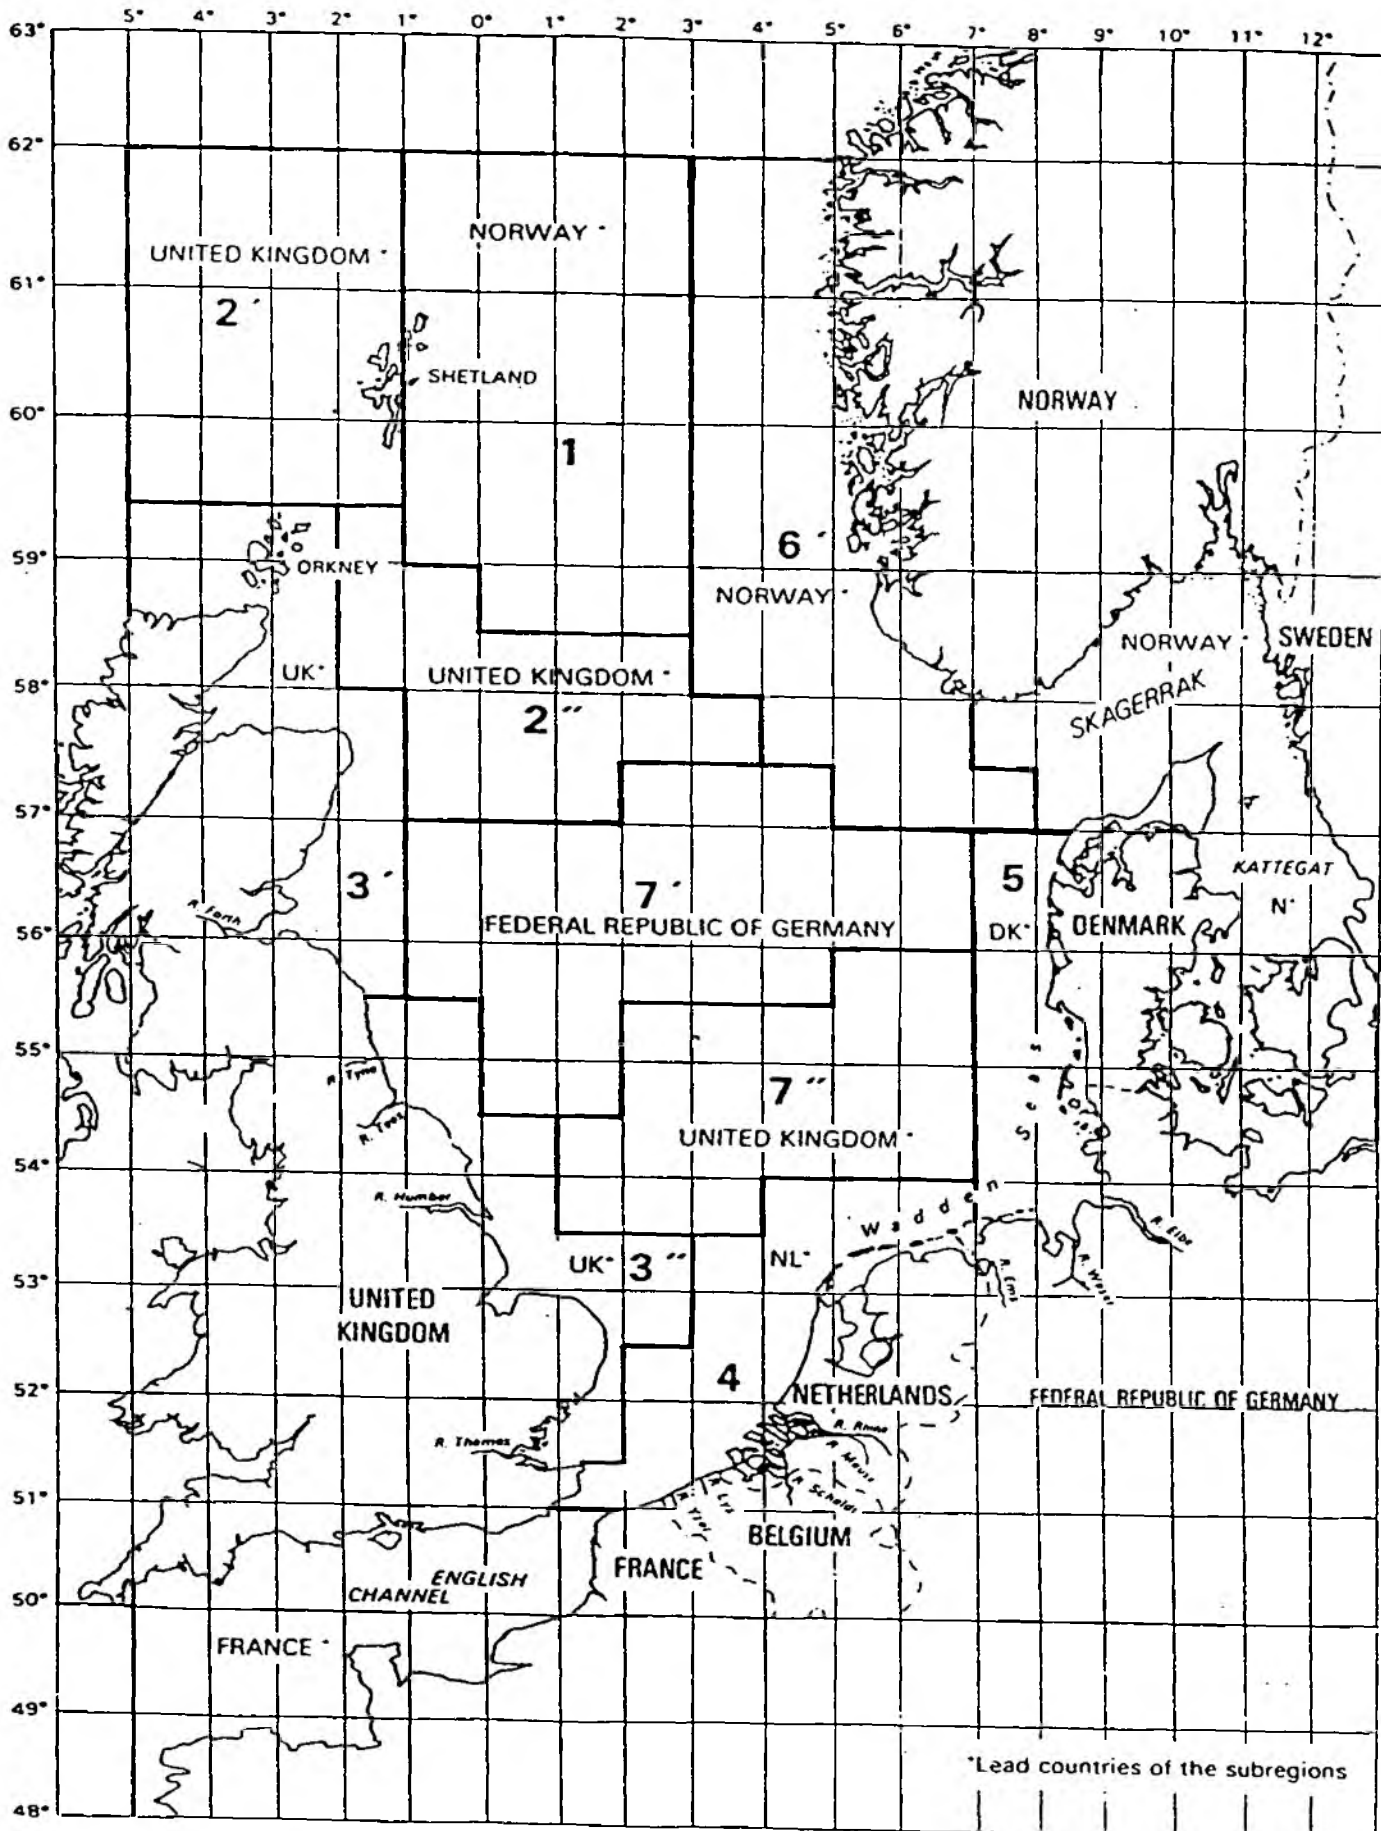 5° 4° 3° 2° 1° 0° 1° 2° 3° 4° 5° 6° 7° 8° 9° 10° 11° 12°
63°
62°
NORWAY *
UNITED KINGDOM *
61°
2'
SHETLAND
60°
NORWAY
1
59°
6'
ORKNEY
NORWAY *
NORWAY *
SWEDEN
UK*
UNITED KINGDOM *
58°
SKAGERRAK
2''
57°
3'
7'
5
KATTEGAT
R. Forth
N*
56°
FEDERAL REPUBLIC OF GERMANY
DK*
DENMARK
55°
R. Tyne
7''
R. Tees
UNITED KINGDOM *
54°
R. Humber
Wadden Seas
R. Elbe
UK*
3''
NL*
R. Ems
R. Weser
53°
UNITED
KINGDOM
52°
4
NETHERLANDS
FEDERAL REPUBLIC OF GERMANY
R. Thames
R. Rhine
R. Meuse
R. Scheldt
R. Lys
R. Yser
51°
BELGIUM
FRANCE
50°
ENGLISH
CHANNEL
FRANCE *
49°
*Lead countries of the subregions
48°